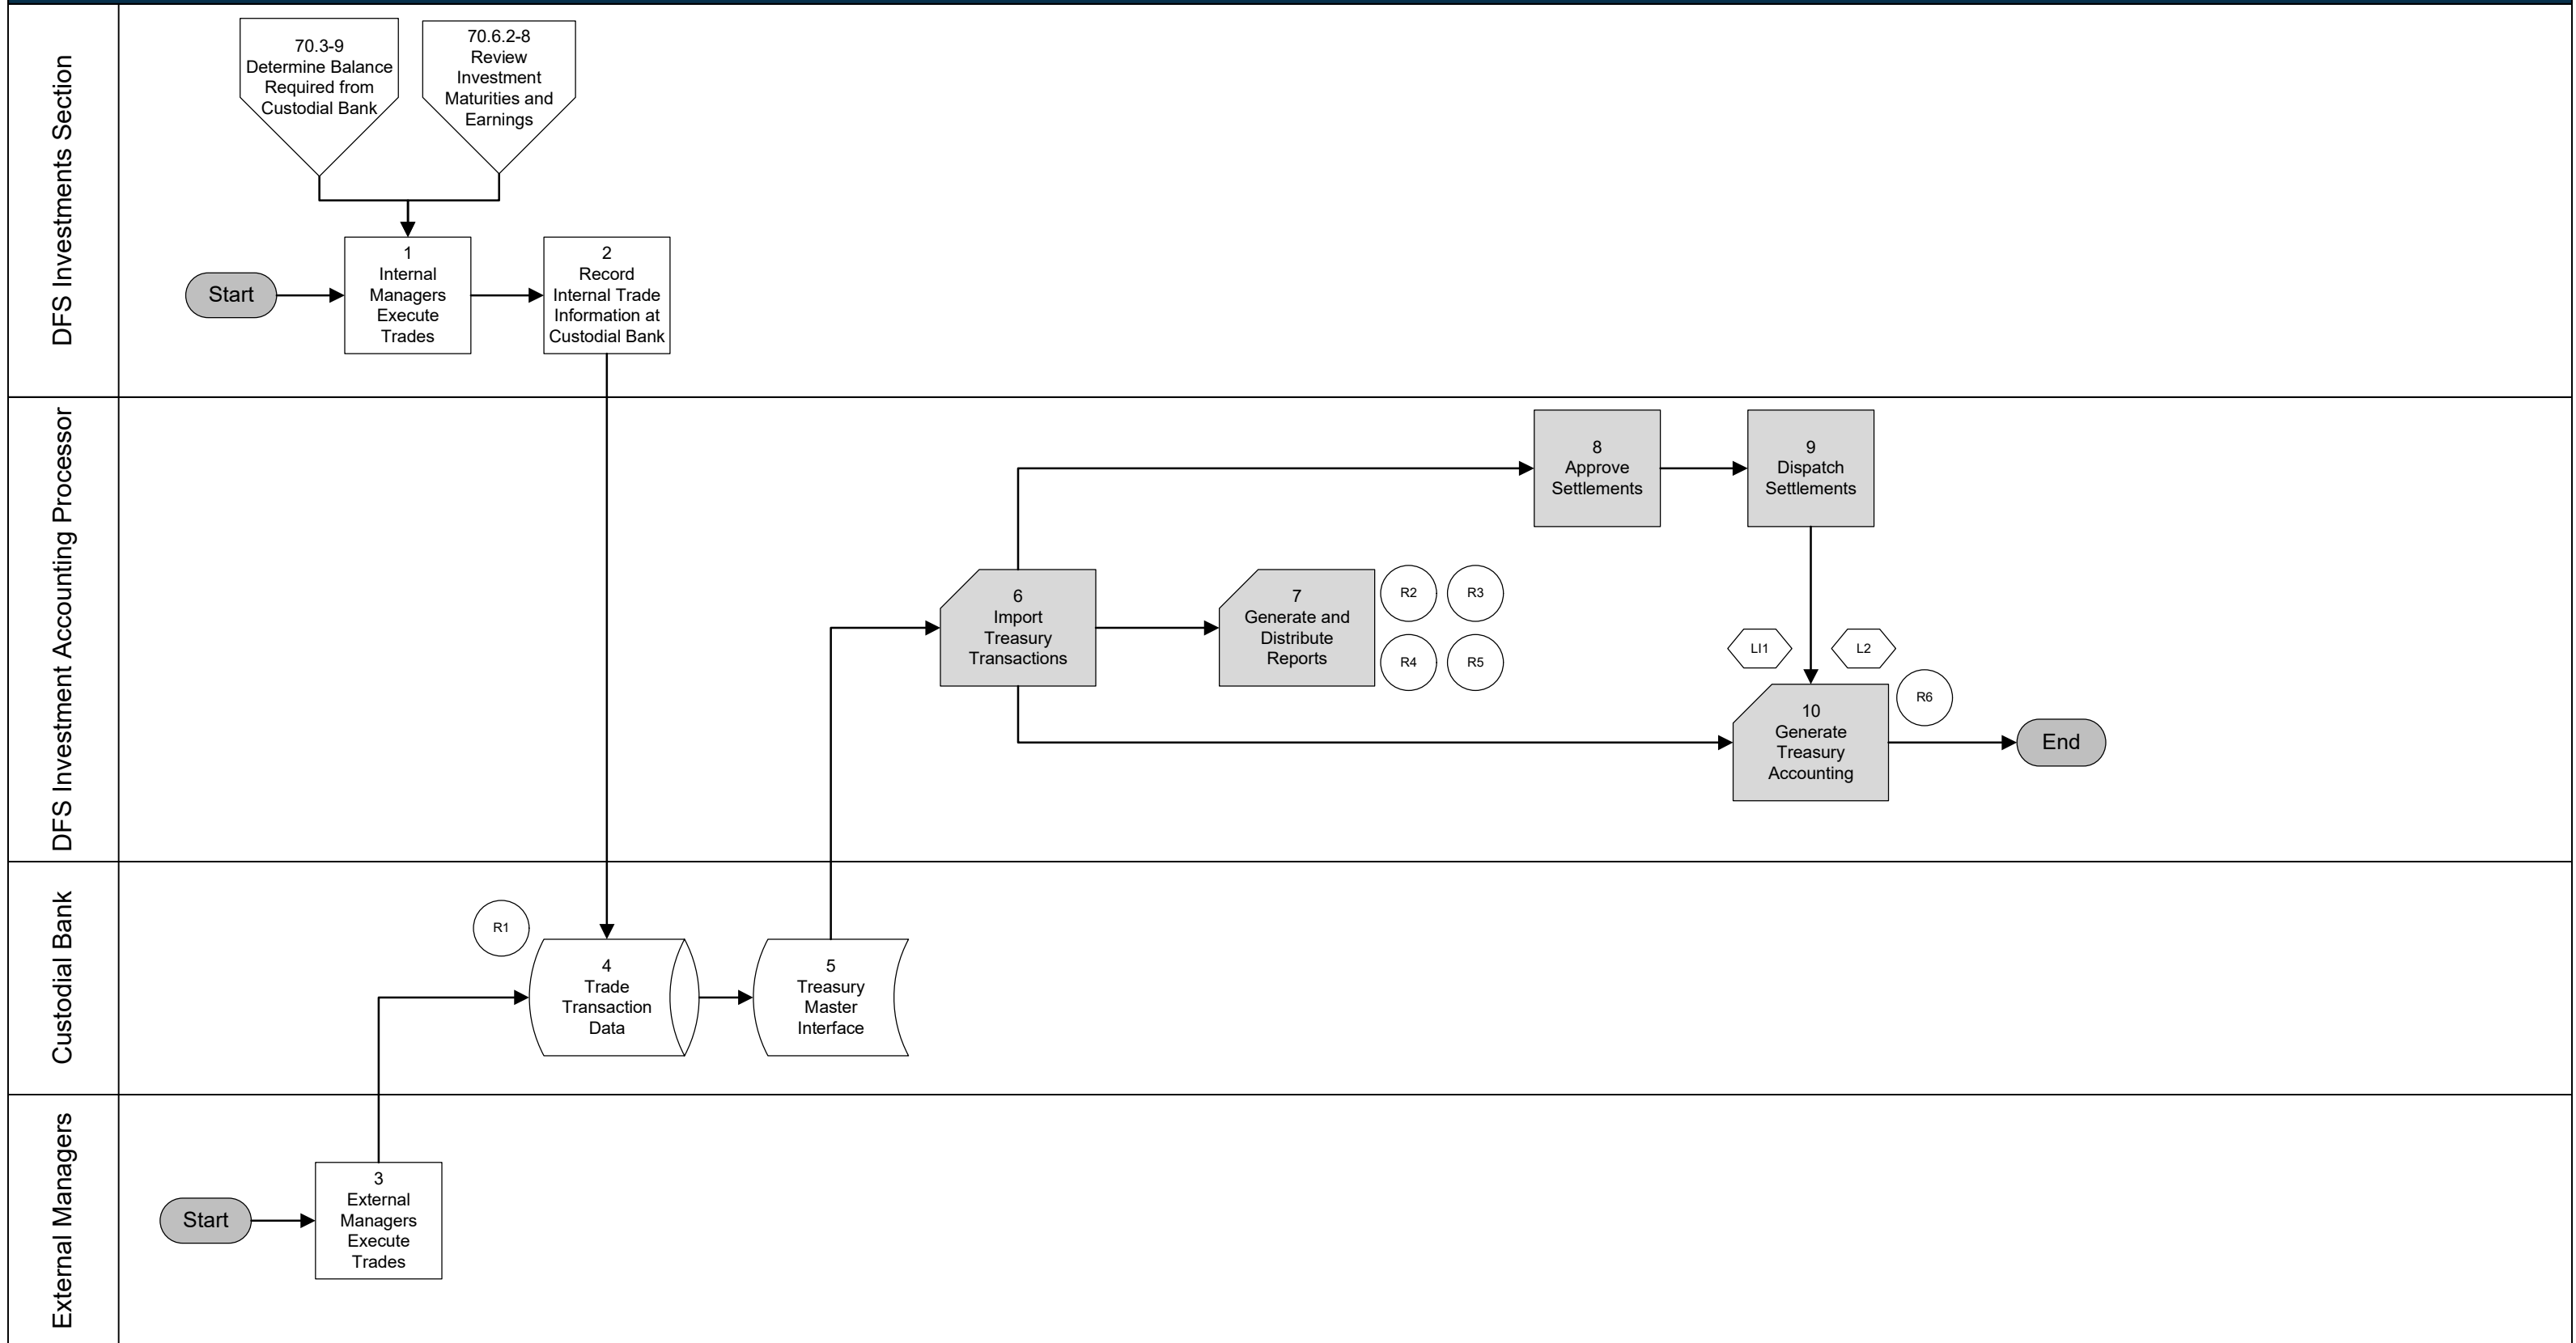 DFS Investments Section
70.3-9
Determine Balance
Required from
Custodial Bank
70.6.2-8
Review
Investment
Maturities and
Earnings
Start
1
Internal
Managers
Execute
Trades
2
Record
Internal Trade
Information at
Custodial Bank
DFS Investment Accounting Processor
8
Approve
Settlements
9
Dispatch
Settlements
6
Import
Treasury
Transactions
7
Generate and
Distribute
Reports
R2
R3
R4
R5
LI1
L2
R6
10
Generate
Treasury
Accounting
End
Custodial Bank
R1
4
Trade
Transaction
Data
5
Treasury
Master
Interface
External Managers
Start
3
External
Managers
Execute
Trades